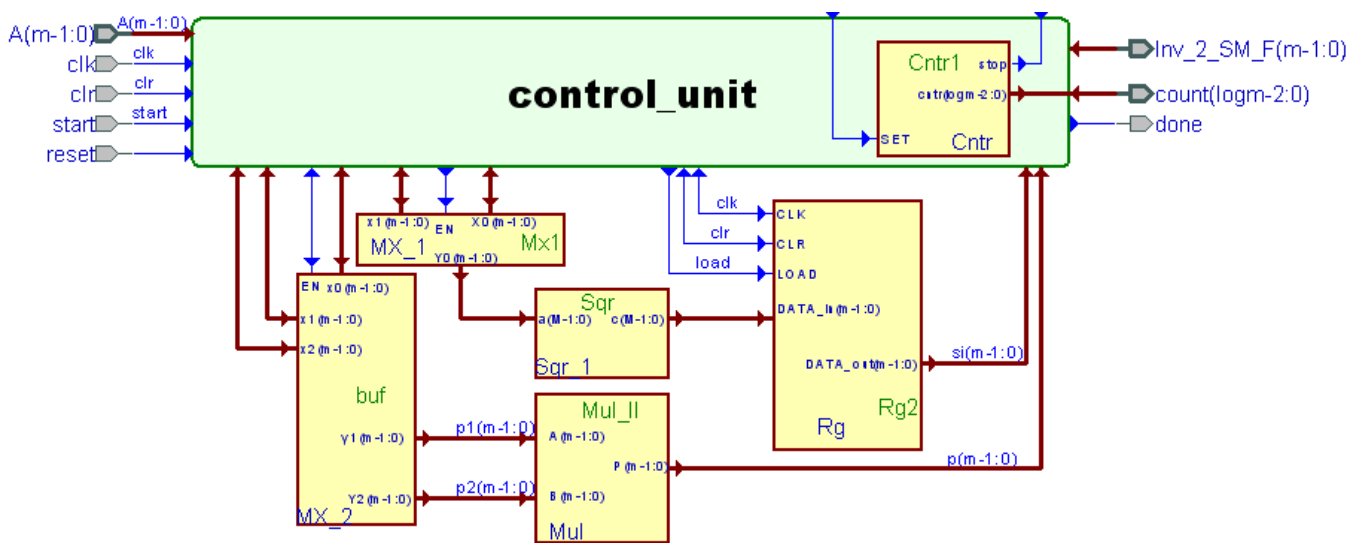 A(m-1:0)
A(m-1:0)
clk
clk
clr
clr
start
start
reset
control_unit
Cntr1
stop
cntr(logm-2:0)
SET
Cntr
Inv_2_SM_F(m-1:0)
count(logm-2:0)
done
x1(m-1:0)
EN
X0(m-1:0)
MX_1
Mx1
Y0(m-1:0)
EN
x0(m-1:0)
x1(m-1:0)
x2(m-1:0)
buf
Y1(m-1:0)
Y2(m-1:0)
MX_2
Sqr
a(M-1:0)
c(M-1:0)
Sqr_1
p1(m-1:0)
p2(m-1:0)
Mul_II
A(m-1:0)
P(m-1:0)
B(m-1:0)
Mul
clk
clr
load
CLK
CLR
LOAD
DATA_in(m-1:0)
DATA_out(m-1:0)
Rg2
Rg
si(m-1:0)
p(m-1:0)